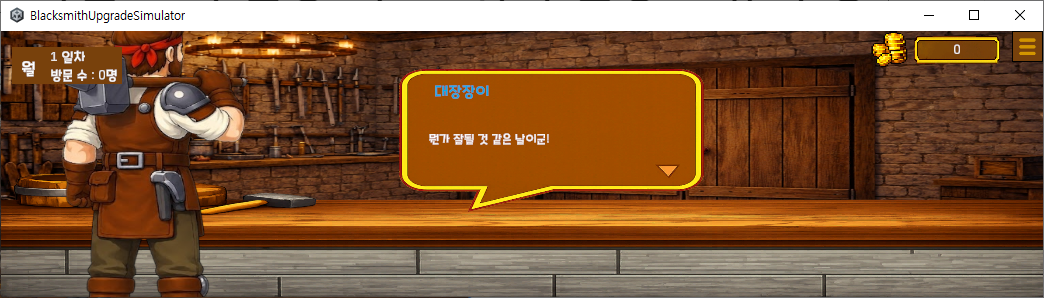 BlacksmithUpgradeSimulator
월
1 일차
방문 수 : 0명
0
대장장이
뭔가 잘될 것 같은 날이군!